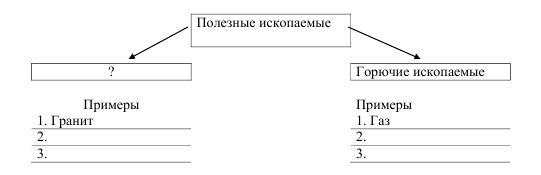 Полезные ископаемые
?
Горючие ископаемые
Примеры
1. Гранит
2.
3.
Примеры
1. Газ
2.
3.